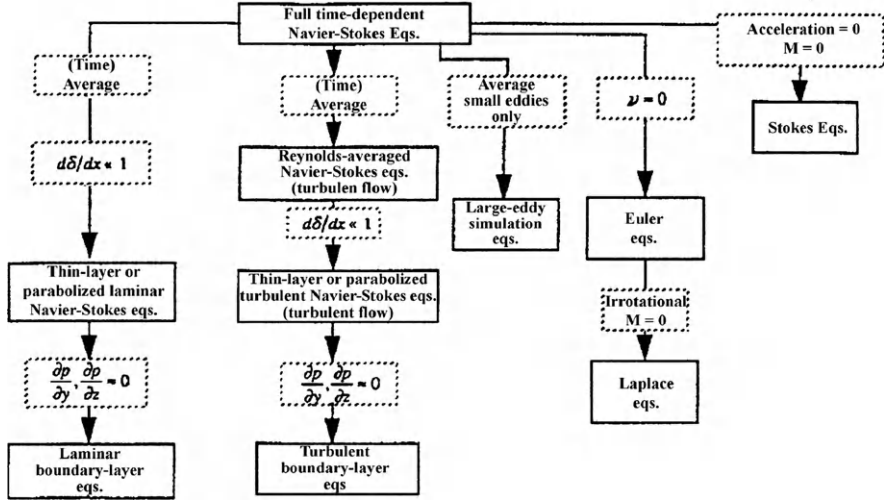 Full time-dependent
Navier-Stokes Eqs.
Acceleration = 0
M = 0
(Time)
Average
(Time)
Average
Average
small eddies
only
ν = 0
Stokes Eqs.
dδ/dx « 1
Reynolds-averaged
Navier-Stokes eqs.
(turbulen flow)
dδ/dx « 1
Large-eddy
simulation
eqs.
Euler
eqs.
Thin-layer or
parabolized laminar
Navier-Stokes eqs.
Thin-layer or parabolized
turbulent Navier-Stokes eqs.
(turbulent flow)
Irrotational
M = 0
∂p/∂y, ∂p/∂z ≈ 0
∂p/∂y, ∂p/∂z ≈ 0
Laplace
eqs.
Laminar
boundary-layer
eqs.
Turbulent
boundary-layer
eqs